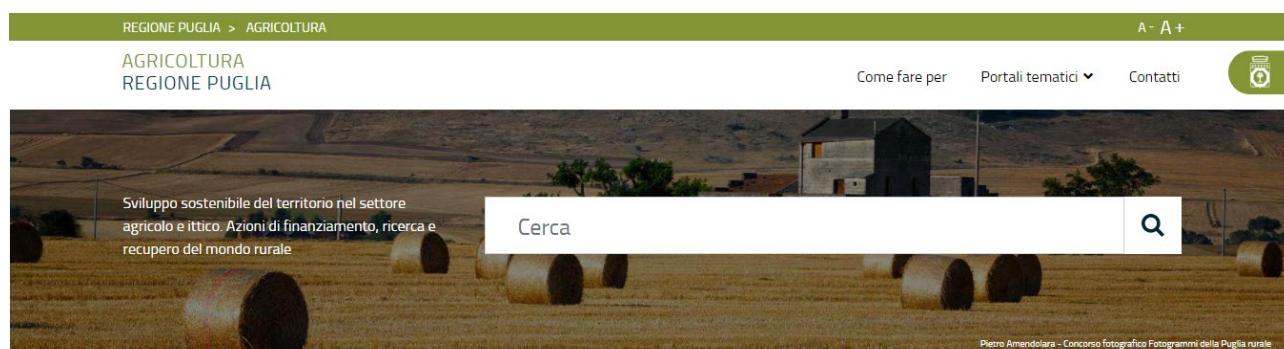 REGIONE PUGLIA > AGRICOLTURA
A- A+
AGRICOLTURA
REGIONE PUGLIA
Come fare per
Portali tematici
Contatti
Sviluppo sostenibile del territorio nel settore
agricolo e ittico. Azioni di finanziamento, ricerca e
recupero del mondo rurale
Cerca
Pietro Amendolara - Concorso fotografico Fotogrammi della Puglia rurale